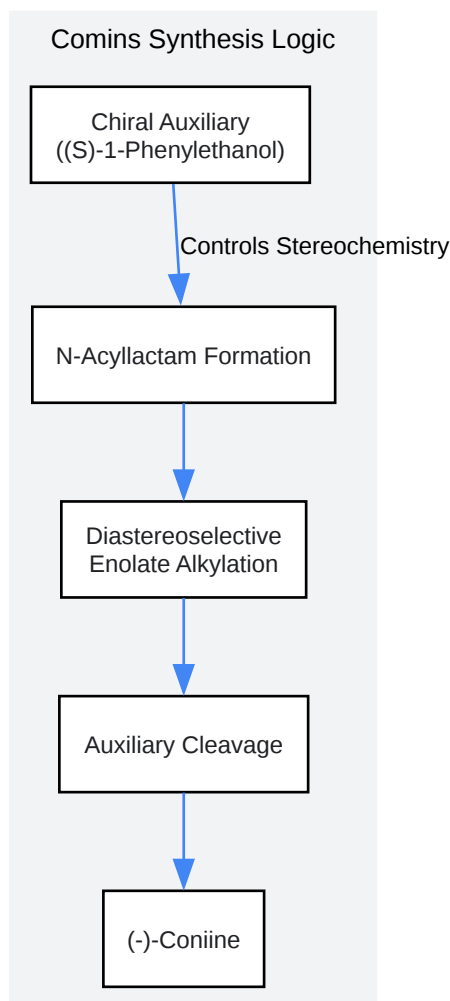 Comins Synthesis Logic
Chiral Auxiliary
((S)-1-Phenylethanol)
Controls Stereochemistry
N-Acyllactam Formation
Diastereoselective
Enolate Alkylation
Auxiliary Cleavage
(-)-Coniine